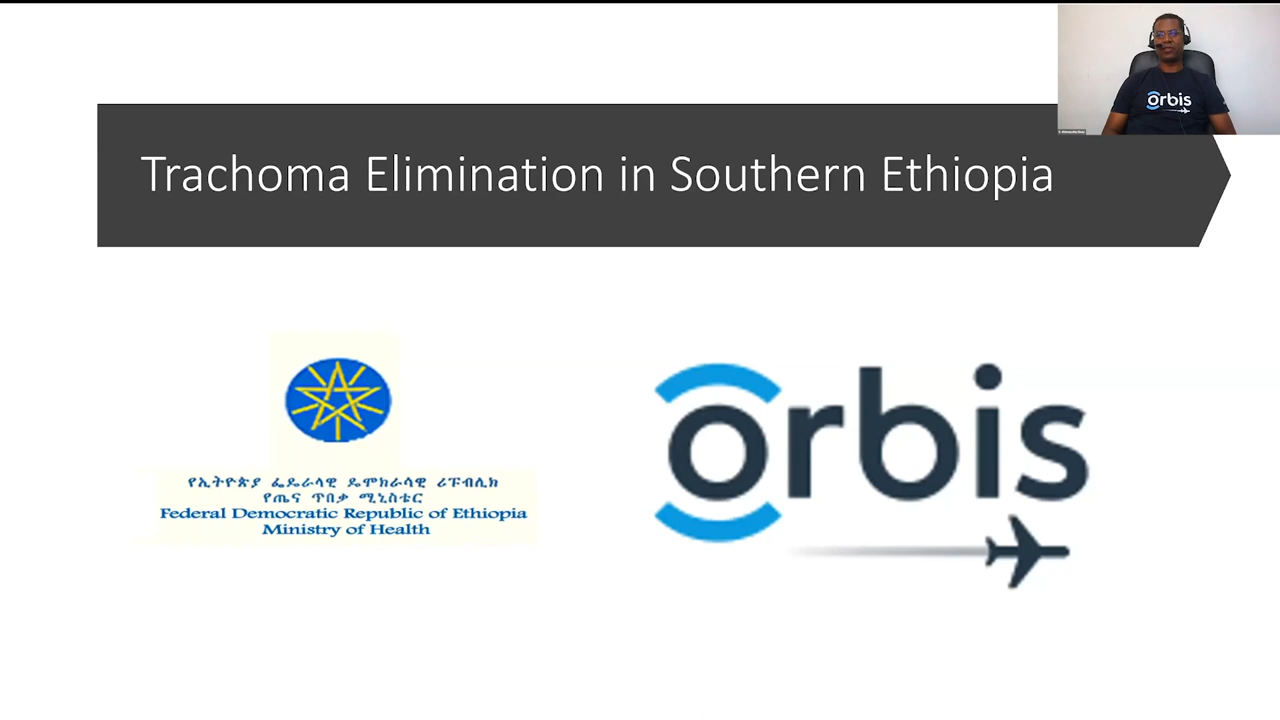 Trachoma Elimination in Southern Ethiopia
orbis
የኢትዮጵያ ፌዴራላዊ ዴሞክራሲያዊ ሪፑብሊክ
የጤና ጥበቃ ሚኒስቴር
Federal Democratic Republic of Ethiopia
Ministry of Health
orbis